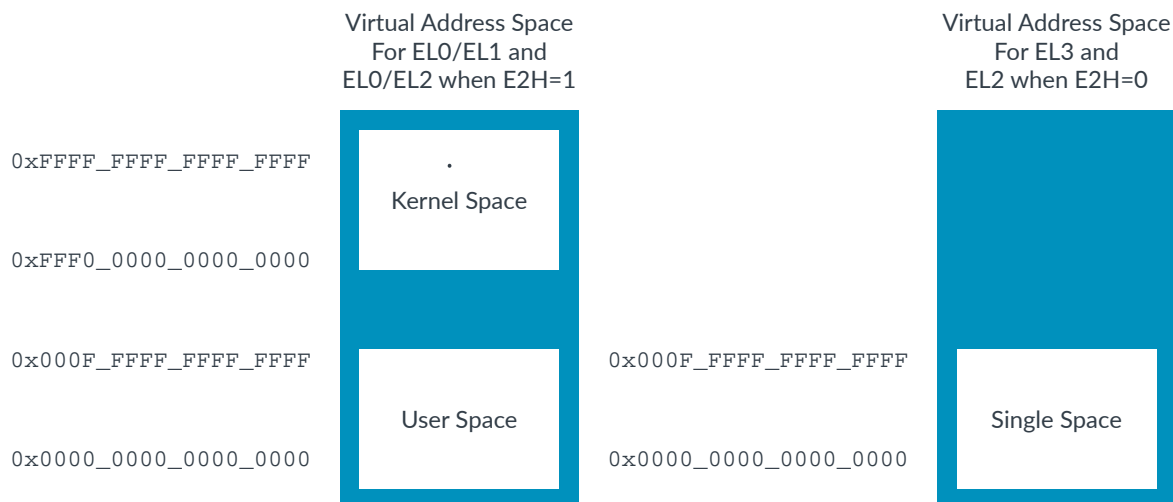 Virtual Address Space
For EL0/EL1 and
EL0/EL2 when E2H=1
Virtual Address Space
For EL3 and
EL2 when E2H=0
0xFFFF_FFFF_FFFF_FFFF
Kernel Space
0xFFF0_0000_0000_0000
0x000F_FFFF_FFFF_FFFF
User Space
0x0000_0000_0000_0000
0x000F_FFFF_FFFF_FFFF
Single Space
0x0000_0000_0000_0000